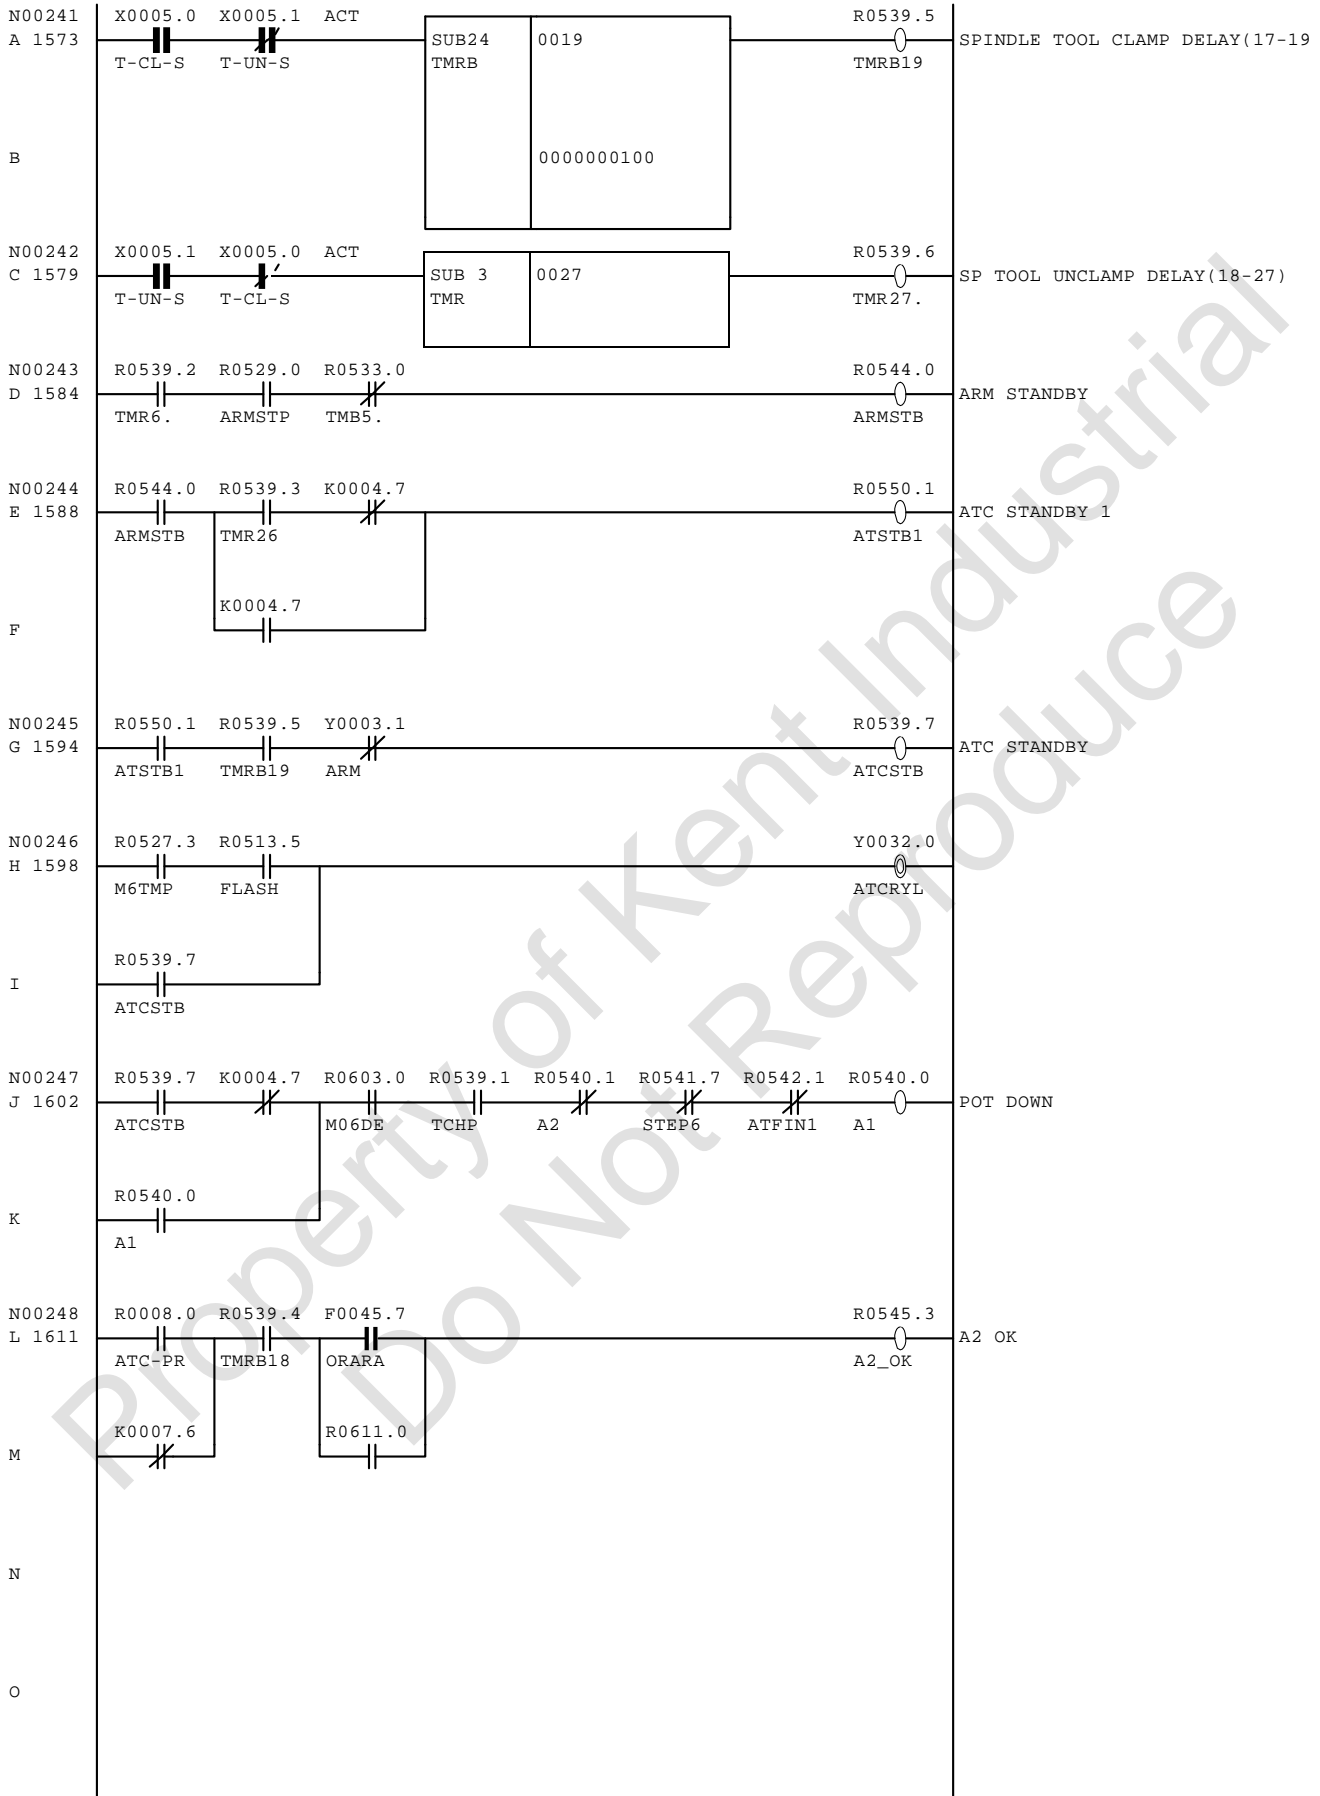 N00241 X0005.0 X0005.1 ACT R0539.5
A 1573 SUB24 0019 SPINDLE TOOL CLAMP DELAY(17-19
T-CL-S T-UN-S TMRB TMRB19
B 0000000100
N00242 X0005.1 X0005.0 ACT R0539.6
C 1579 SUB 3 0027 SP TOOL UNCLAMP DELAY(18-27)
T-UN-S T-CL-S TMR TMR27.
N00243 R0539.2 R0529.0 R0533.0 R0544.0
D 1584 ARM STANDBY
TMR6. ARMSTP TMB5. ARMSTB
N00244 R0544.0 R0539.3 K0004.7 R0550.1
E 1588 ATC STANDBY 1
ARMSTB TMR26 ATSTB1
K0004.7
F
N00245 R0550.1 R0539.5 Y0003.1 R0539.7
G 1594 ATC STANDBY
ATSTB1 TMRB19 ARM ATCSTB
N00246 R0527.3 R0513.5 Y0032.0
H 1598
M6TMP FLASH ATCRYL
R0539.7
I
ATCSTB
N00247 R0539.7 K0004.7 R0603.0 R0539.1 R0540.1 R0541.7 R0542.1 R0540.0
J 1602 POT DOWN
ATCSTB M06DE TCHP A2 STEP6 ATFIN1 A1
R0540.0
K
A1
N00248 R0008.0 R0539.4 F0045.7 R0545.3
L 1611 A2 OK
ATC-PR TMRB18 ORARA A2_OK
K0007.6 R0611.0
M
N
O
Property of Kent Industrial
Do Not Reproduce